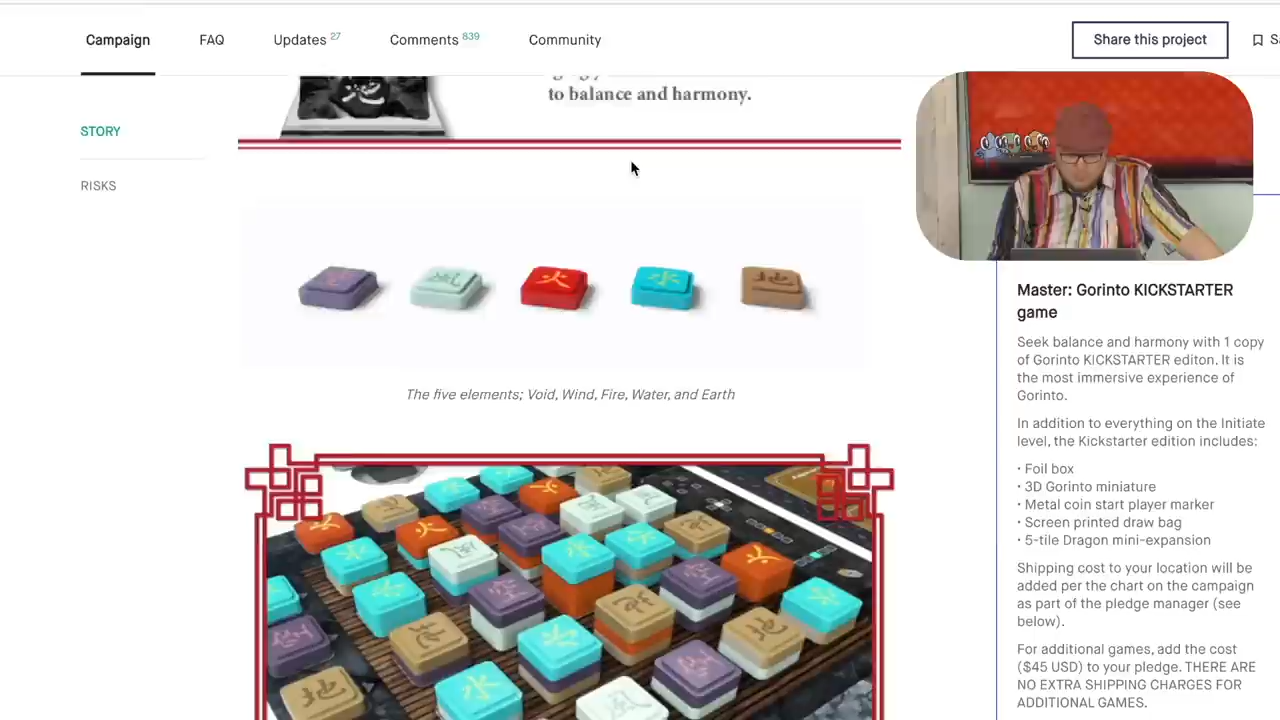 Campaign
FAQ
Updates 27
Comments 839
Community
Share this project
to balance and harmony.
STORY
RISKS
空 風 火 水 地
The five elements; Void, Wind, Fire, Water, and Earth
Master: Gorinto KICKSTARTER
game
Seek balance and harmony with 1 copy
of Gorinto KICKSTARTER editon. It is
the most immersive experience of
Gorinto.
In addition to everything on the Initiate
level, the Kickstarter edition includes:
• Foil box
• 3D Gorinto miniature
• Metal coin start player marker
• Screen printed draw bag
• 5-tile Dragon mini-expansion
Shipping cost to your location will be
added per the chart on the campaign
as part of the pledge manager (see
below).
For additional games, add the cost
($45 USD) to your pledge. THERE ARE
NO EXTRA SHIPPING CHARGES FOR
ADDITIONAL GAMES.